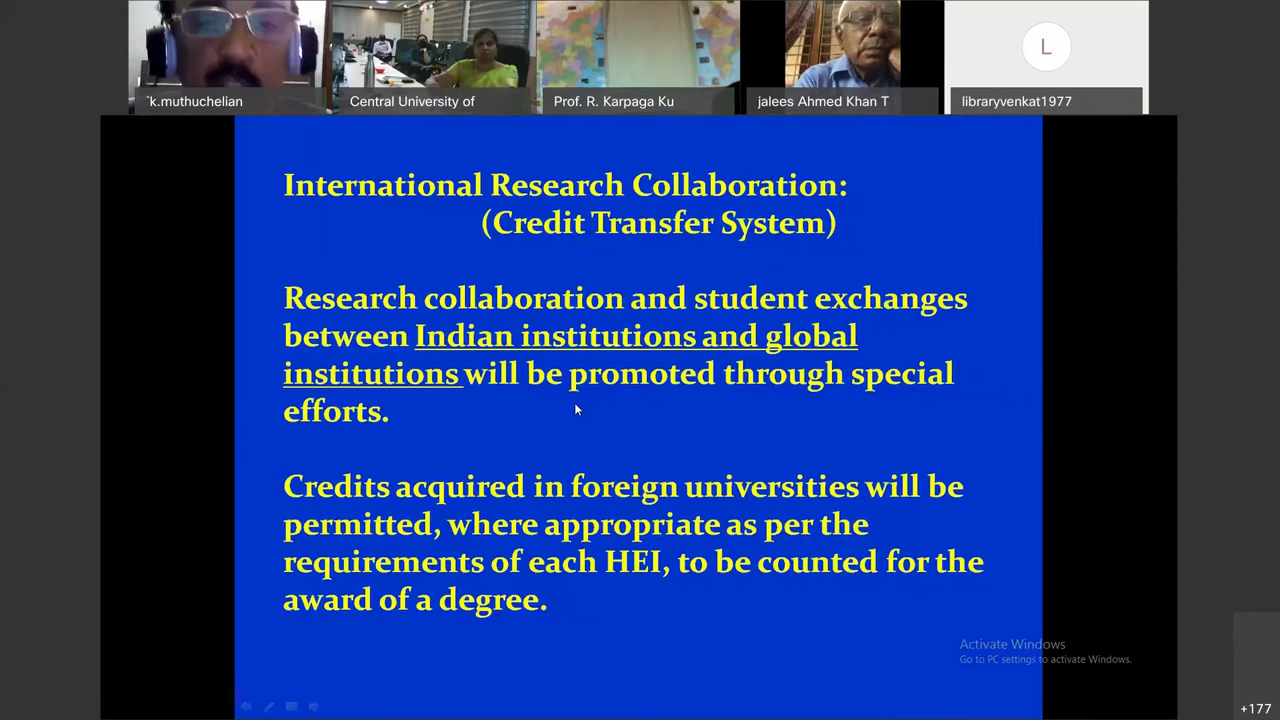 `k.muthuchelian
Central University of
Prof. R. Karpaga Ku
jalees Ahmed Khan T
L
libraryvenkat1977
International Research Collaboration:
(Credit Transfer System)
Research collaboration and student exchanges
between Indian institutions and global
institutions will be promoted through special
efforts.
Credits acquired in foreign universities will be
permitted, where appropriate as per the
requirements of each HEI, to be counted for the
award of a degree.
Activate Windows
Go to PC settings to activate Windows.
+177